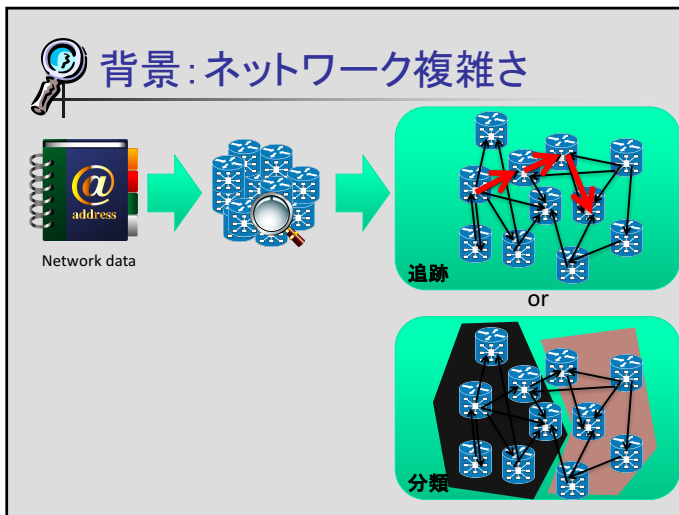 背景：ネットワーク複雑さ
@
address
Network data
追跡
or
分類